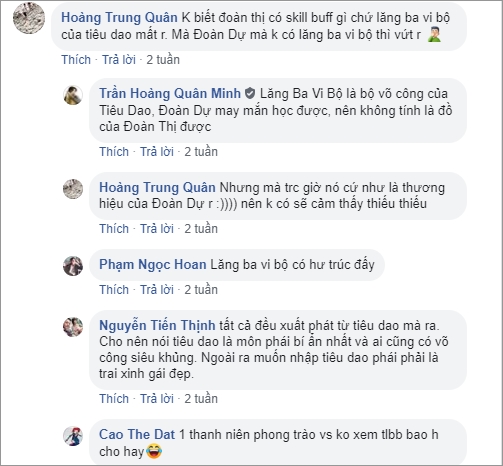 Hoàng Trung Quân K biết đoàn thị có skill buff gì chứ lăng ba vi bộ
của tiêu dao mất r. Mà Đoàn Dự mà k có lăng ba vi bộ thì vứt r 🤦‍♂️
Thích · Trả lời · 2 tuần
Trần Hoàng Quân Minh Lăng Ba Vi Bộ là bộ võ công của
Tiêu Dao, Đoàn Dự may mắn học được, nên không tính là đồ
của Đoàn Thị được
Thích · Trả lời · 2 tuần
Hoàng Trung Quân Nhưng mà trc giờ nó cứ như là thương
hiệu của Đoàn Dự r :)))) nên k có sẽ cảm thấy thiếu thiếu
Thích · Trả lời · 2 tuần
Phạm Ngọc Hoan Lăng ba vi bộ có hư trúc đấy
Thích · Trả lời · 2 tuần
Nguyễn Tiến Thịnh tất cả đều xuất phát từ tiêu dao mà ra.
Cho nên nói tiêu dao là môn phái bí ẩn nhất và ai cũng có võ
công siêu khủng. Ngoài ra muốn nhập tiêu dao phái phải là
trai xinh gái đẹp.
Thích · Trả lời · 2 tuần
Cao The Dat 1 thanh niên phong trào vs ko xem tlbb bao h
cho hay😂